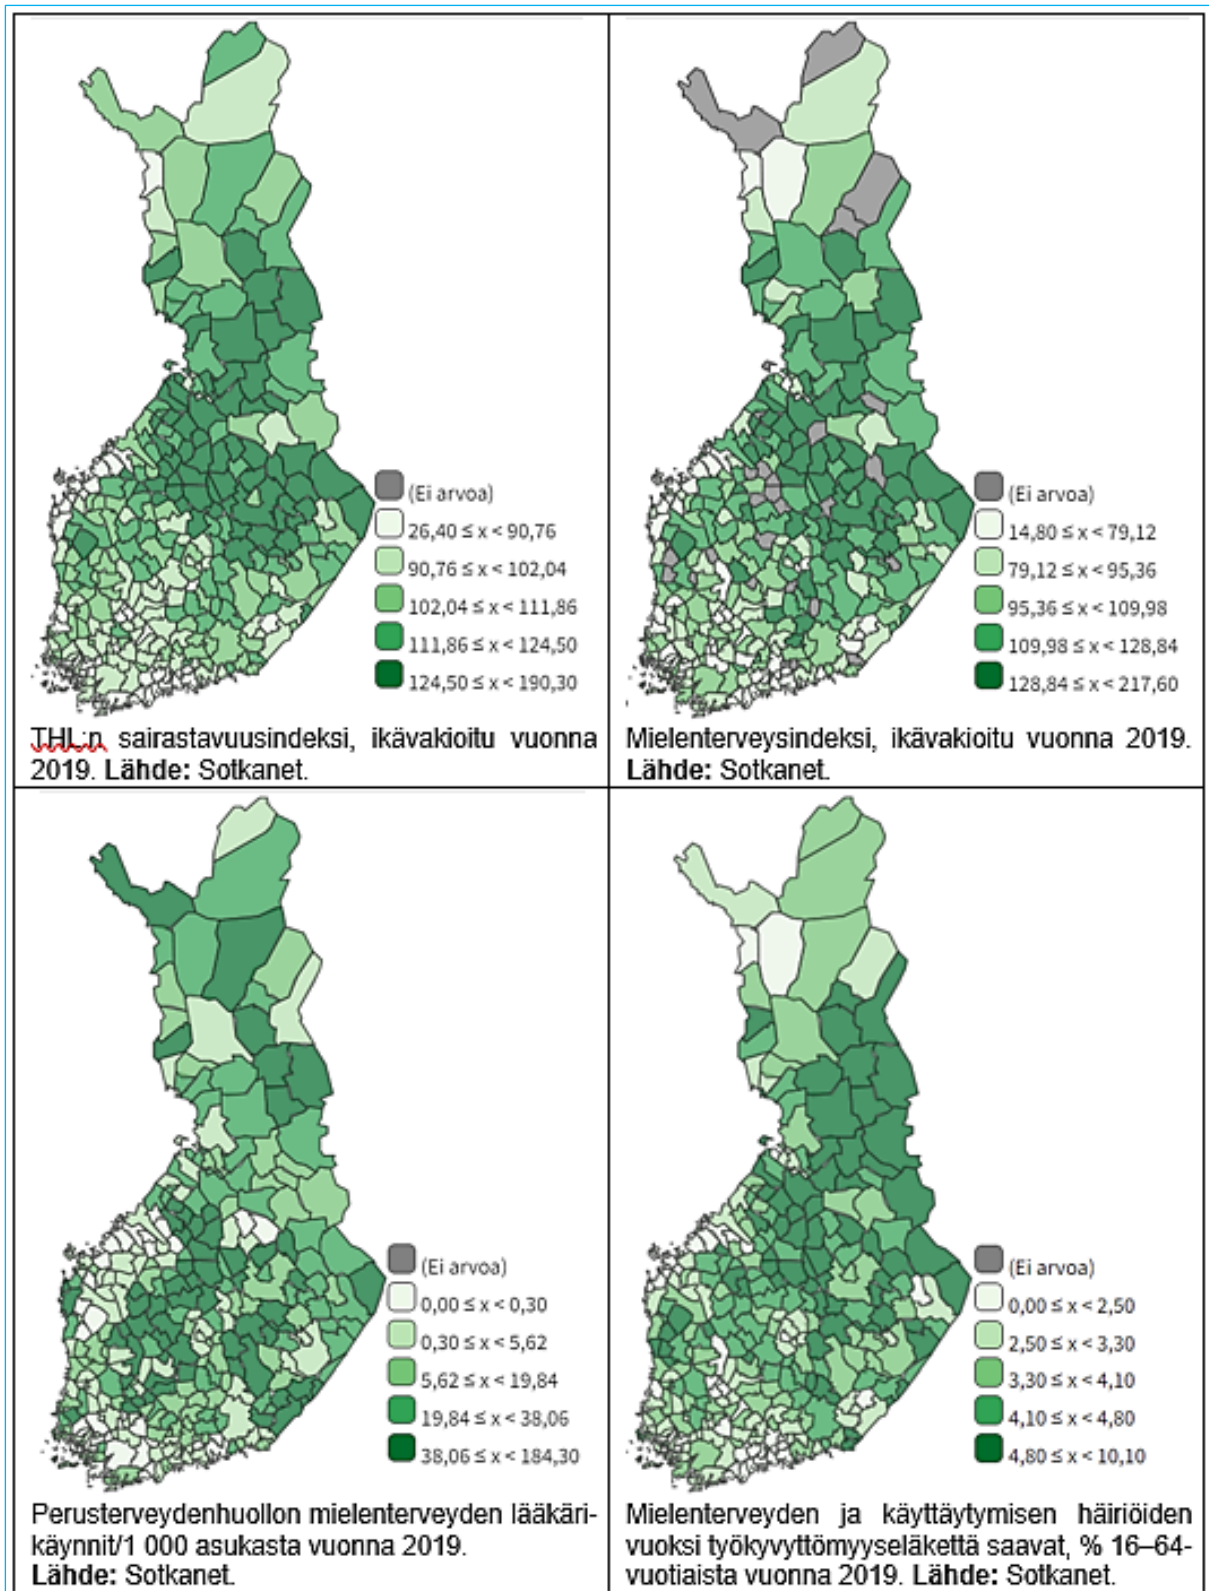 (Ei arvoa)
26,40 ≤ x < 90,76
90,76 ≤ x < 102,04
102,04 ≤ x < 111,86
111,86 ≤ x < 124,50
124,50 ≤ x < 190,30
THL:n sairastavuusindeksi, ikävakioitu vuonna
2019. Lähde: Sotkanet.
(Ei arvoa)
14,80 ≤ x < 79,12
79,12 ≤ x < 95,36
95,36 ≤ x < 109,98
109,98 ≤ x < 128,84
128,84 ≤ x < 217,60
Mielenterveysindeksi, ikävakioitu vuonna 2019.
Lähde: Sotkanet.
(Ei arvoa)
0,00 ≤ x < 0,30
0,30 ≤ x < 5,62
5,62 ≤ x < 19,84
19,84 ≤ x < 38,06
38,06 ≤ x < 184,30
Perusterveydenhuollon mielenterveyden lääkäri-
käynnit/1 000 asukasta vuonna 2019.
Lähde: Sotkanet.
(Ei arvoa)
0,00 ≤ x < 2,50
2,50 ≤ x < 3,30
3,30 ≤ x < 4,10
4,10 ≤ x < 4,80
4,80 ≤ x < 10,10
Mielenterveyden ja käyttäytymisen häiriöiden
vuoksi työkyvyttömyyseläkettä saavat, % 16–64-
vuotiaista vuonna 2019. Lähde: Sotkanet.